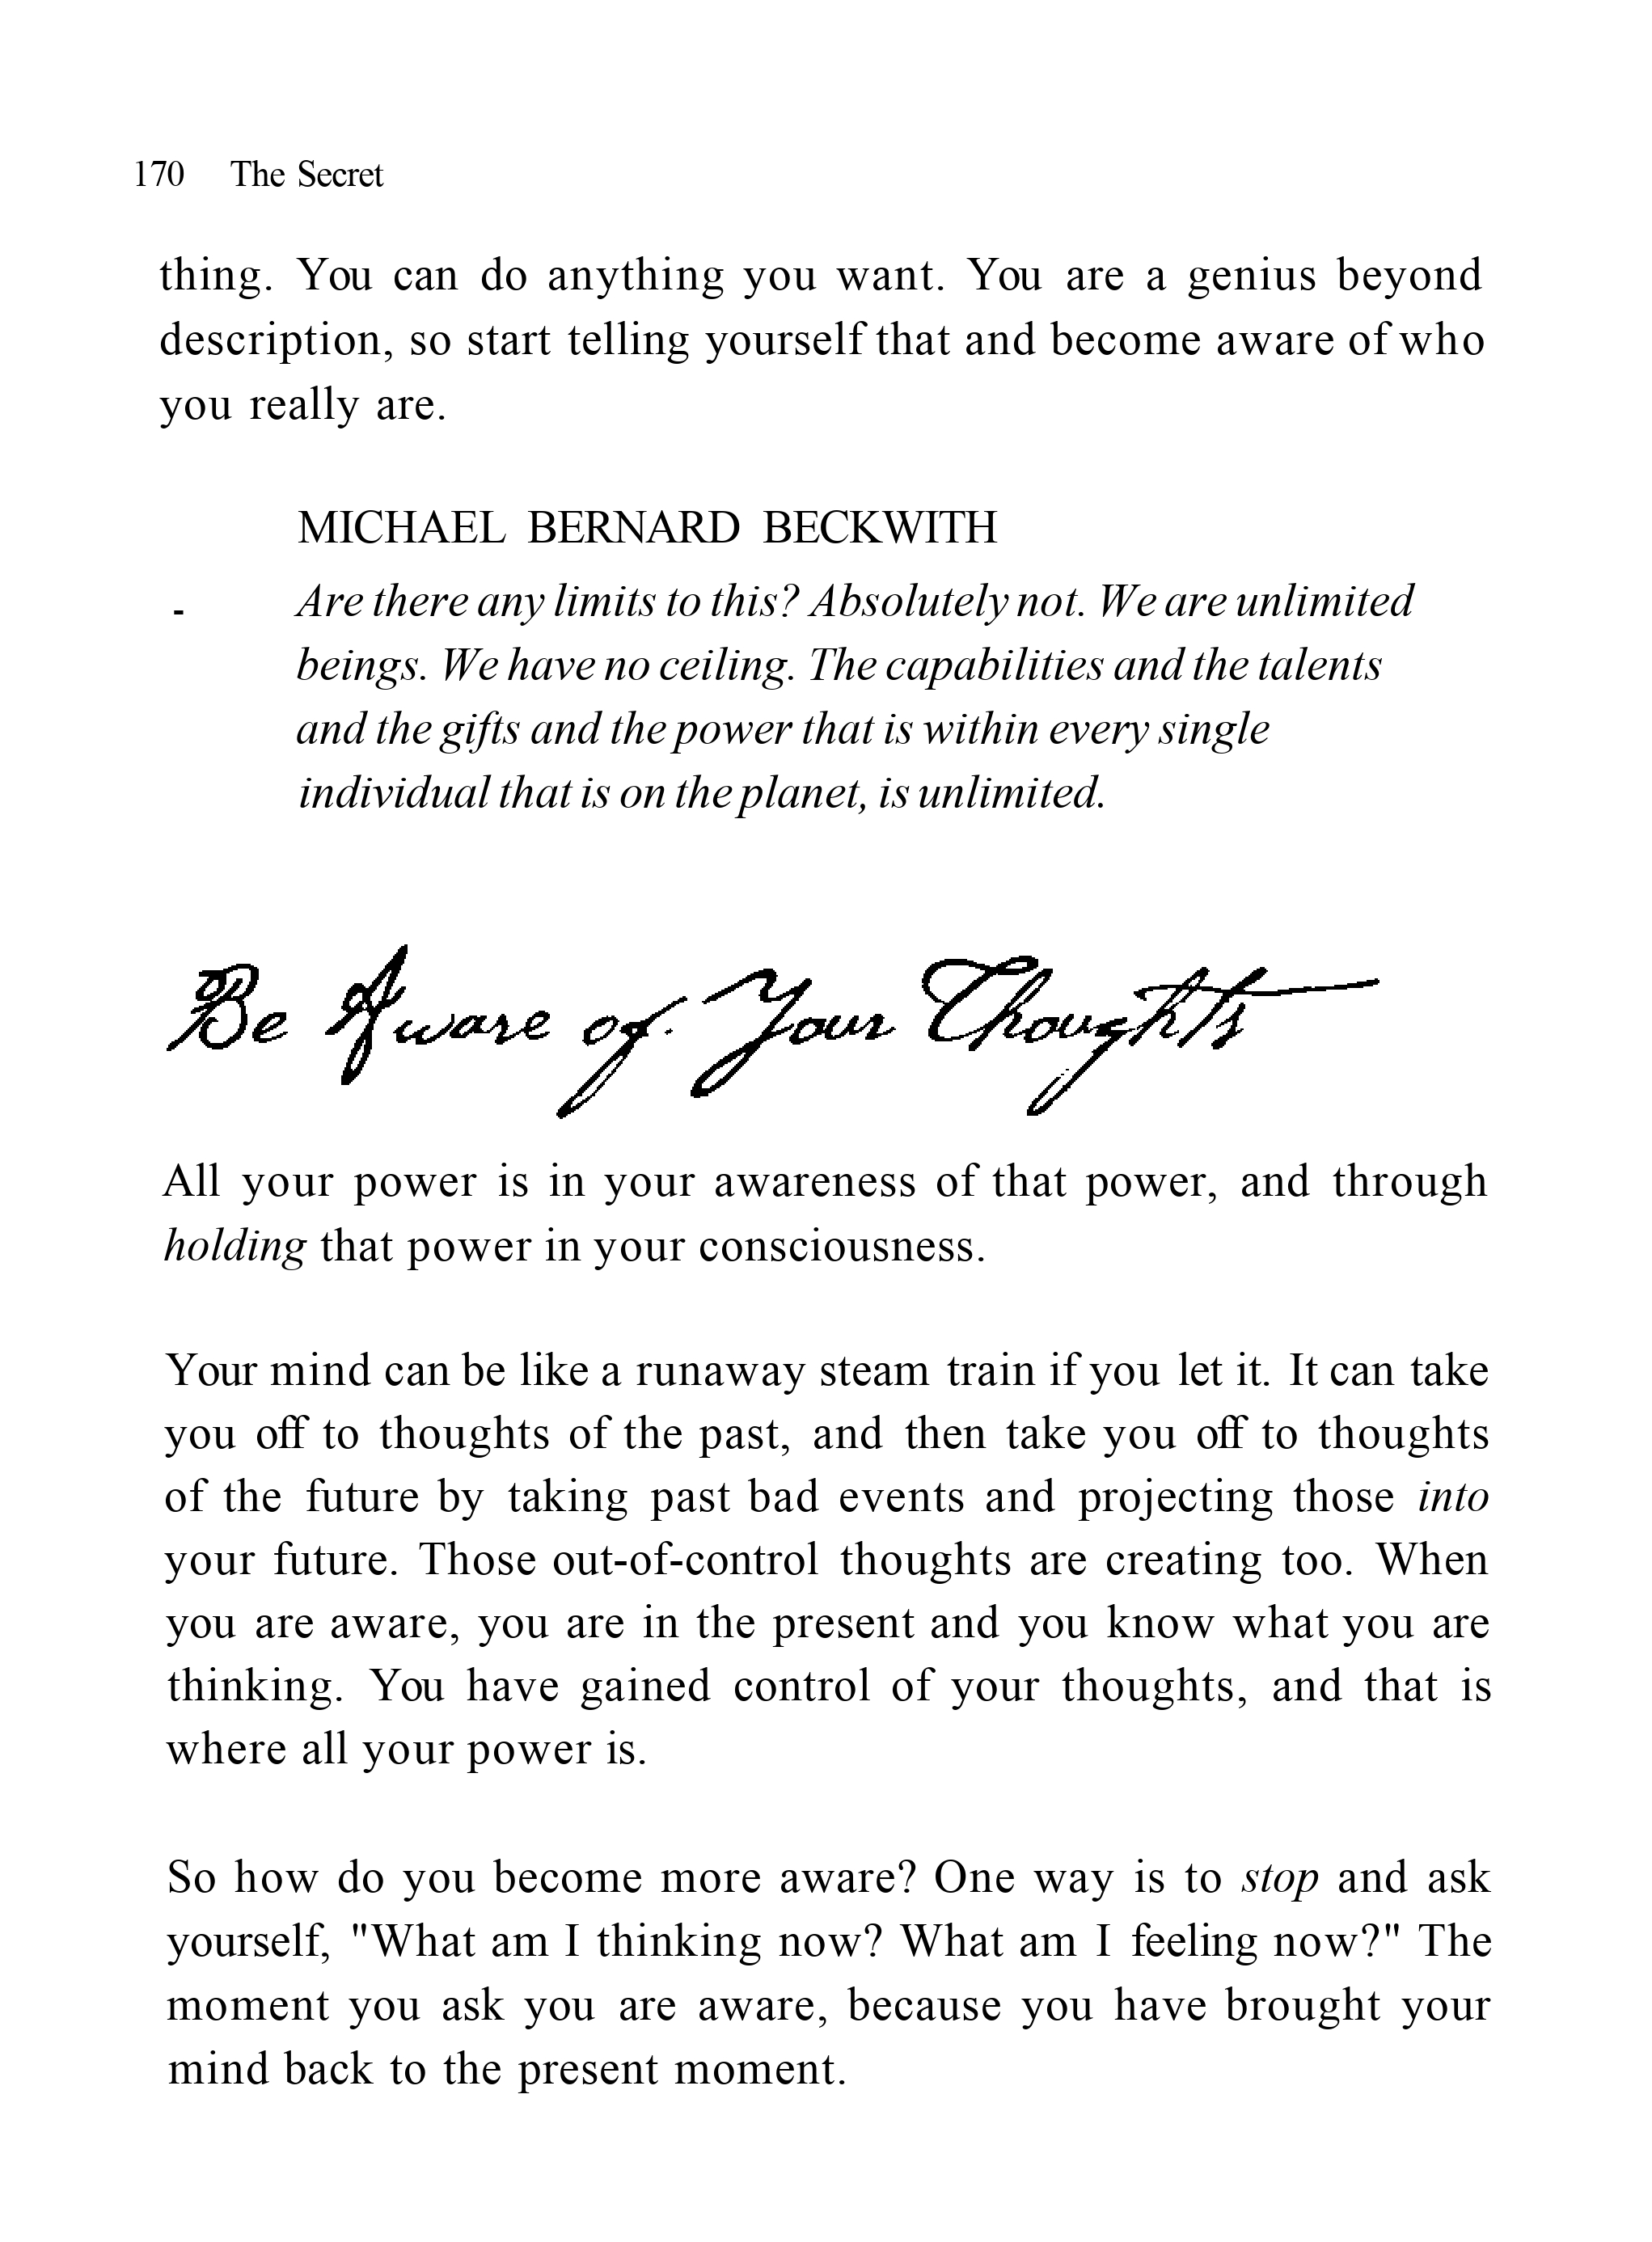 170 The Secret
thing. You can do anything you want. You are a genius beyond
description, so start telling yourself that and become aware of who
you really are.
MICHAEL BERNARD BECKWITH
- Are there any limits to this? Absolutely not. We are unlimited
beings. We have no ceiling. The capabilities and the talents
and the gifts and the power that is within every single
individual that is on the planet, is unlimited.
Be Aware of Your Thoughts
All your power is in your awareness of that power, and through
holding that power in your consciousness.
Your mind can be like a runaway steam train if you let it. It can take
you off to thoughts of the past, and then take you off to thoughts
of the future by taking past bad events and projecting those into
your future. Those out-of-control thoughts are creating too. When
you are aware, you are in the present and you know what you are
thinking. You have gained control of your thoughts, and that is
where all your power is.
So how do you become more aware? One way is to stop and ask
yourself, "What am I thinking now? What am I feeling now?" The
moment you ask you are aware, because you have brought your
mind back to the present moment.